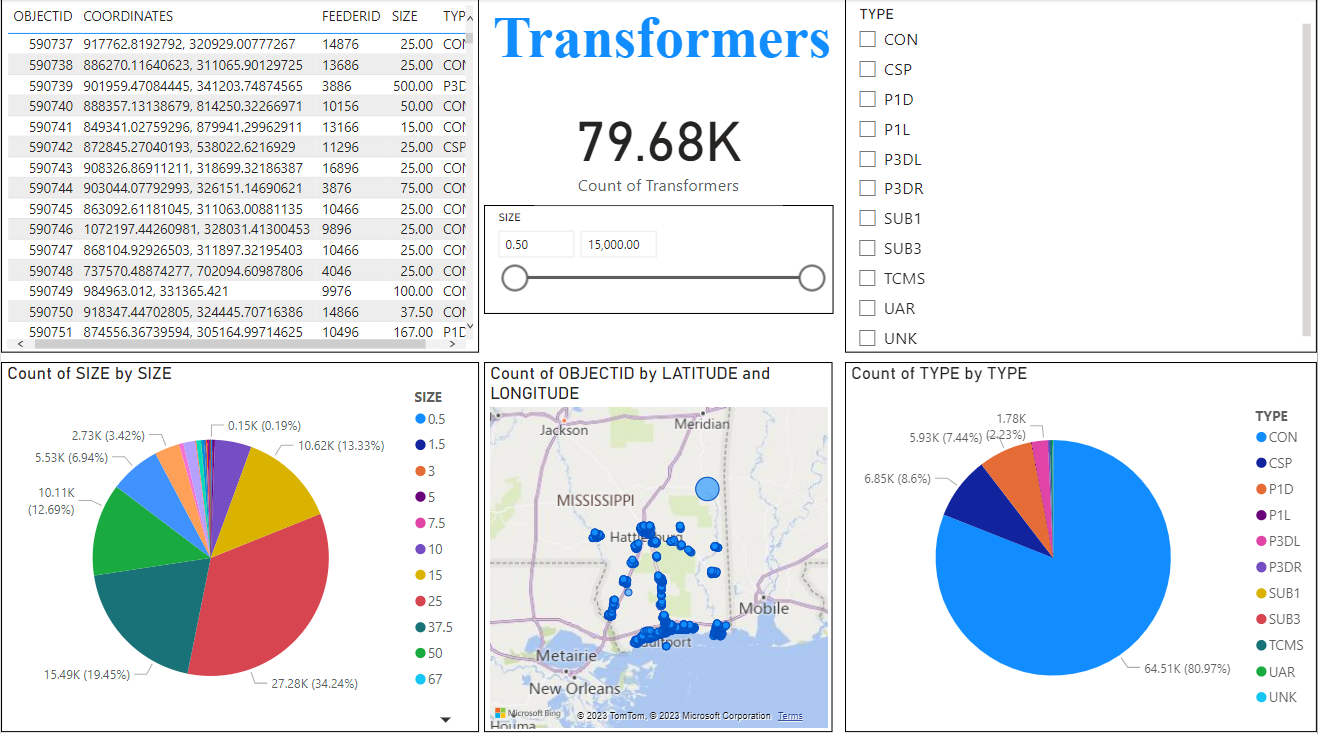 OBJECTID COORDINATES FEEDERID SIZE TYP
590737 917762.8192792, 320929.00777267 14876 25.00 CON
590738 886270.11640623, 311065.90129725 13686 25.00 CON
590739 901959.47084445, 341203.74874565 3886 500.00 P3D
590740 888357.13138679, 814250.32266971 10156 50.00 CON
590741 849341.02759296, 879941.29962911 13166 15.00 CON
590742 872845.27040193, 538022.6216929 11296 25.00 CSP
590743 908326.86911211, 318699.32186387 16896 25.00 CON
590744 903044.07792993, 326151.14690621 3876 75.00 CON
590745 863092.61181045, 311063.00881135 10466 25.00 CON
590746 1072197.44260981, 328031.41300453 9896 25.00 CON
590747 868104.92926503, 311897.32195403 10466 25.00 CON
590748 737570.48874277, 702094.60987806 4046 25.00 CON
590749 984963.012, 331365.421 9976 100.00 CON
590750 918347.44702805, 324445.70716386 14866 37.50 CON
590751 874556.36739594, 305164.99714625 10496 167.00 P1D
Transformers
79.68K
Count of Transformers
SIZE
0.50 15,000.00
TYPE
CON
CSP
P1D
P1L
P3DL
P3DR
SUB1
SUB3
TCMS
UAR
UNK
Count of SIZE by SIZE
0.15K (0.19%)
10.62K (13.33%)
27.28K (34.24%)
15.49K (19.45%)
10.11K
(12.69%)
5.53K (6.94%)
2.73K (3.42%)
SIZE
0.5
1.5
3
5
7.5
10
15
25
37.5
50
67
Count of OBJECTID by LATITUDE and
LONGITUDE
Jackson
Meridian
MISSISSIPPI
Mobile
Metairie
New Orleans
Houma
Microsoft Bing
© 2023 TomTom, © 2023 Microsoft Corporation Terms
Count of TYPE by TYPE
1.78K
(2.23%)
5.93K (7.44%)
6.85K (8.6%)
64.51K (80.97%)
TYPE
CON
CSP
P1D
P1L
P3DL
P3DR
SUB1
SUB3
TCMS
UAR
UNK